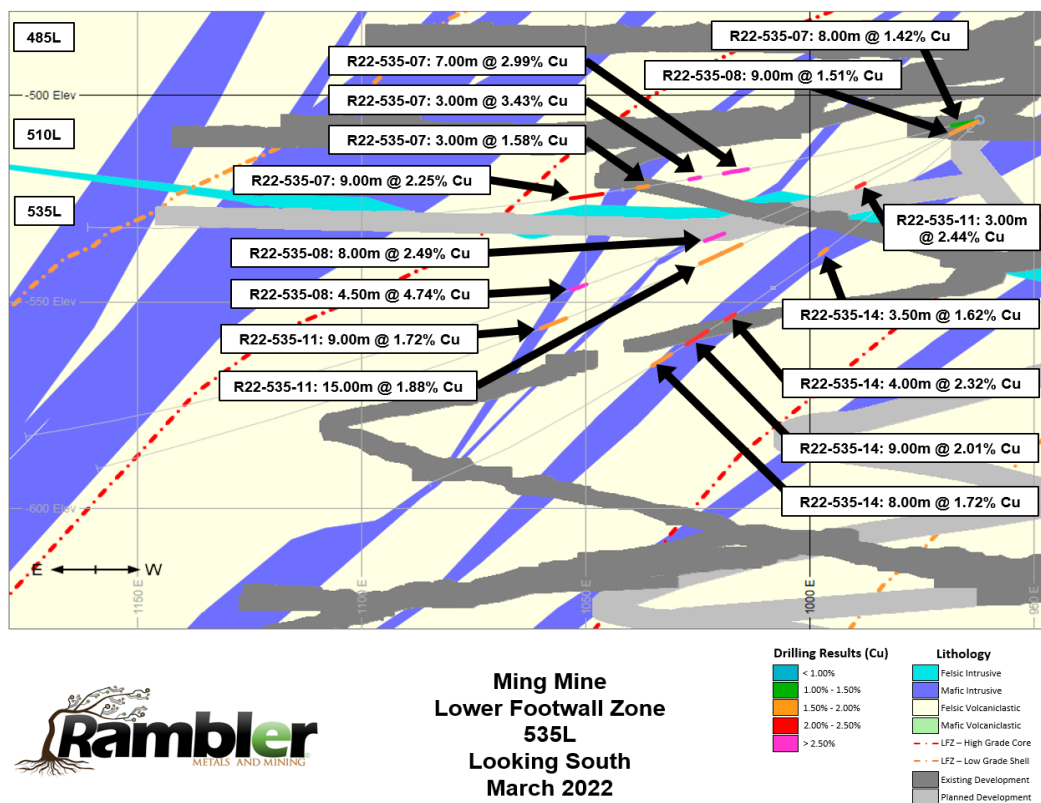 485L
R22-535-07: 8.00m @ 1.42% Cu
R22-535-07: 7.00m @ 2.99% Cu
R22-535-08: 9.00m @ 1.51% Cu
-500 Elev
R22-535-07: 3.00m @ 3.43% Cu
510L
R22-535-07: 3.00m @ 1.58% Cu
R22-535-07: 9.00m @ 2.25% Cu
535L
R22-535-11: 3.00m
@ 2.44% Cu
R22-535-08: 8.00m @ 2.49% Cu
R22-535-08: 4.50m @ 4.74% Cu
-550 Elev
R22-535-14: 3.50m @ 1.62% Cu
R22-535-11: 9.00m @ 1.72% Cu
R22-535-11: 15.00m @ 1.88% Cu
R22-535-14: 4.00m @ 2.32% Cu
R22-535-14: 9.00m @ 2.01% Cu
R22-535-14: 8.00m @ 1.72% Cu
-600 Elev
E W
1150 E
1100 E
1050 E
1000 E
950 E
Rambler
METALS AND MINING
Ming Mine
Lower Footwall Zone
535L
Looking South
March 2022
Drilling Results (Cu)
< 1.00%
1.00% - 1.50%
1.50% - 2.00%
2.00% - 2.50%
> 2.50%
Lithology
Felsic Intrusive
Mafic Intrusive
Felsic Volcaniclastic
Mafic Volcaniclastic
LFZ – High Grade Core
LFZ – Low Grade Shell
Existing Development
Planned Development